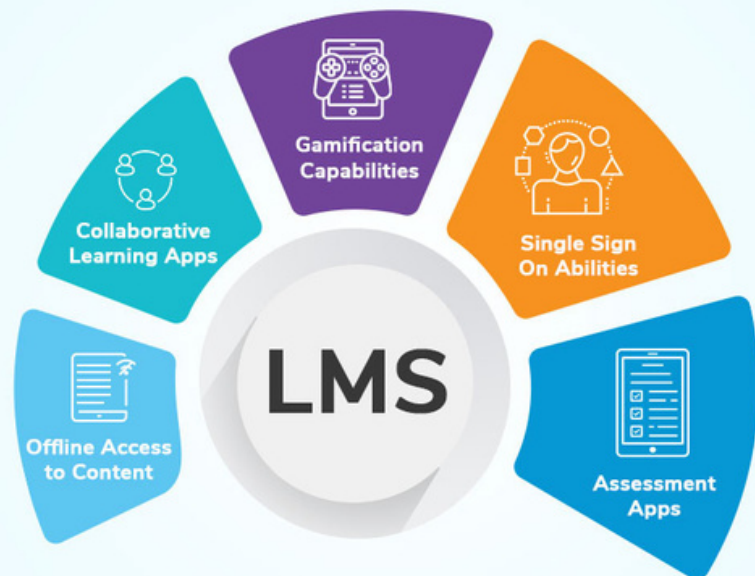 Gamification
Capabilities
Collaborative
Learning Apps
Single Sign
On Abilities
Offline Access
to Content
LMS
Assessment
Apps